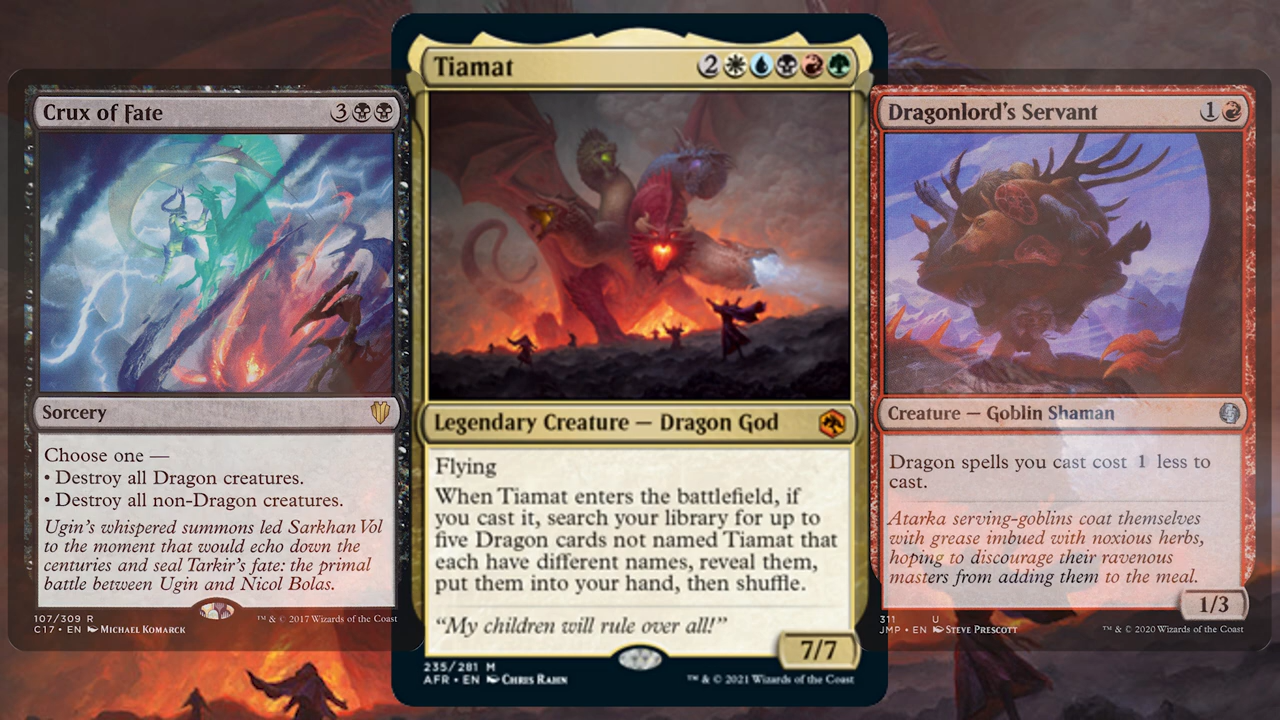 Crux of Fate
3
Sorcery
Choose one —
• Destroy all Dragon creatures.
• Destroy all non-Dragon creatures.
Ugin's whispered summons led Sarkhan Vol
to the moment that would echo down the
centuries and seal Tarkir's fate: the primal
battle between Ugin and Nicol Bolas.
107/309 R
C17 • EN MICHAEL KOMARCK
™ & © 2017 Wizards of the Coast
Tiamat
2
Legendary Creature — Dragon God
Flying
When Tiamat enters the battlefield, if
you cast it, search your library for up to
five Dragon cards not named Tiamat that
each have different names, reveal them,
put them into your hand, then shuffle.
“My children will rule over all!”
7/7
235/281 M
AFR • EN CHRIS RAHN
™ & © 2021 Wizards of the Coast
Dragonlord's Servant
1
Creature — Goblin Shaman
Dragon spells you cast cost 1 less to
cast.
Atarka serving-goblins coat themselves
with grease imbued with noxious herbs,
hoping to discourage their ravenous
masters from adding them to the meal.
1/3
311 U
JMP • EN STEVE PRESCOTT
™ & © 2020 Wizards of the Coast